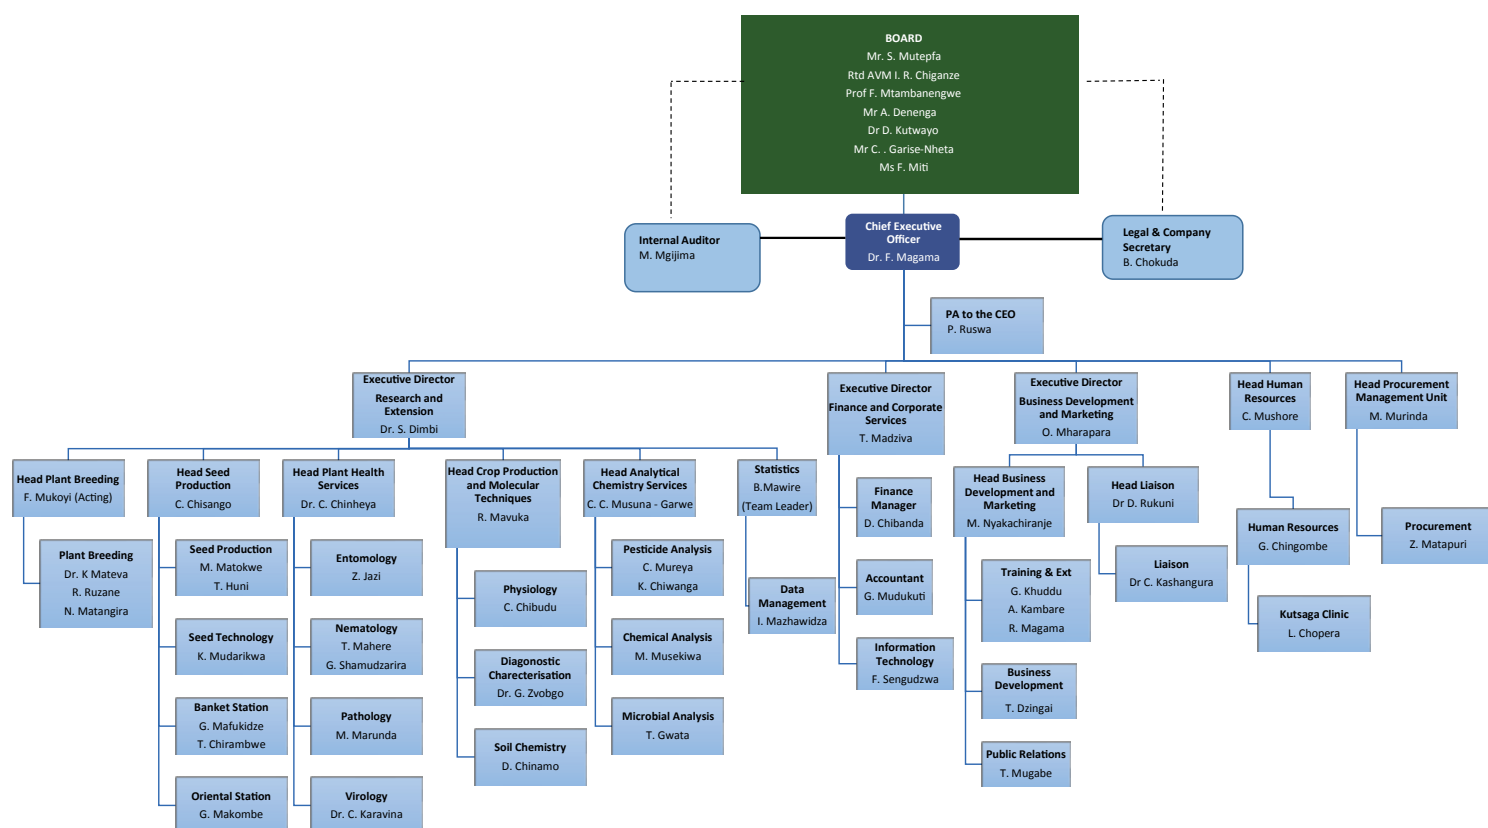 BOARD
Mr. S. Mutepfa
Rtd AVM I. R. Chiganze
Prof F. Mtambanengwe
Mr A. Denenga
Dr D. Kutwayo
Mr C. . Garise-Nheta
Ms F. Miti
Internal Auditor
M. Mgijima
Chief Executive
Officer
Dr. F. Magama
Legal & Company
Secretary
B. Chokuda
PA to the CEO
P. Ruswa
Executive Director
Research and
Extension
Dr. S. Dimbi
Executive Director
Finance and Corporate
Services
T. Madziva
Executive Director
Business Development
and Marketing
O. Mharapara
Head Human
Resources
C. Mushore
Head Procurement
Management Unit
M. Murinda
Head Plant Breeding
F. Mukoyi (Acting)
Head Seed
Production
C. Chisango
Head Plant Health
Services
Dr. C. Chinheya
Head Crop Production
and Molecular
Techniques
R. Mavuka
Head Analytical
Chemistry Services
C. C. Musuna - Garwe
Statistics
B.Mawire
(Team Leader)
Finance
Manager
D. Chibanda
Head Business
Development and
Marketing
M. Nyakachiranje
Head Liaison
Dr D. Rukuni
Human Resources
G. Chingombe
Procurement
Z. Matapuri
Plant Breeding
Dr. K Mateva
R. Ruzane
N. Matangira
Seed Production
M. Matokwe
T. Huni
Entomology
Z. Jazi
Physiology
C. Chibudu
Pesticide Analysis
C. Mureya
K. Chiwanga
Data
Management
I. Mazhawidza
Accountant
G. Mudukuti
Training & Ext
G. Khuddu
A. Kambare
R. Magama
Liaison
Dr C. Kashangura
Kutsaga Clinic
L. Chopera
Seed Technology
K. Mudarikwa
Nematology
T. Mahere
G. Shamudzarira
Diagonostic
Charecterisation
Dr. G. Zvobgo
Chemical Analysis
M. Musekiwa
Information
Technology
F. Sengudzwa
Business
Development
T. Dzingai
Banket Station
G. Mafukidze
T. Chirambwe
Pathology
M. Marunda
Soil Chemistry
D. Chinamo
Microbial Analysis
T. Gwata
Public Relations
T. Mugabe
Oriental Station
G. Makombe
Virology
Dr. C. Karavina